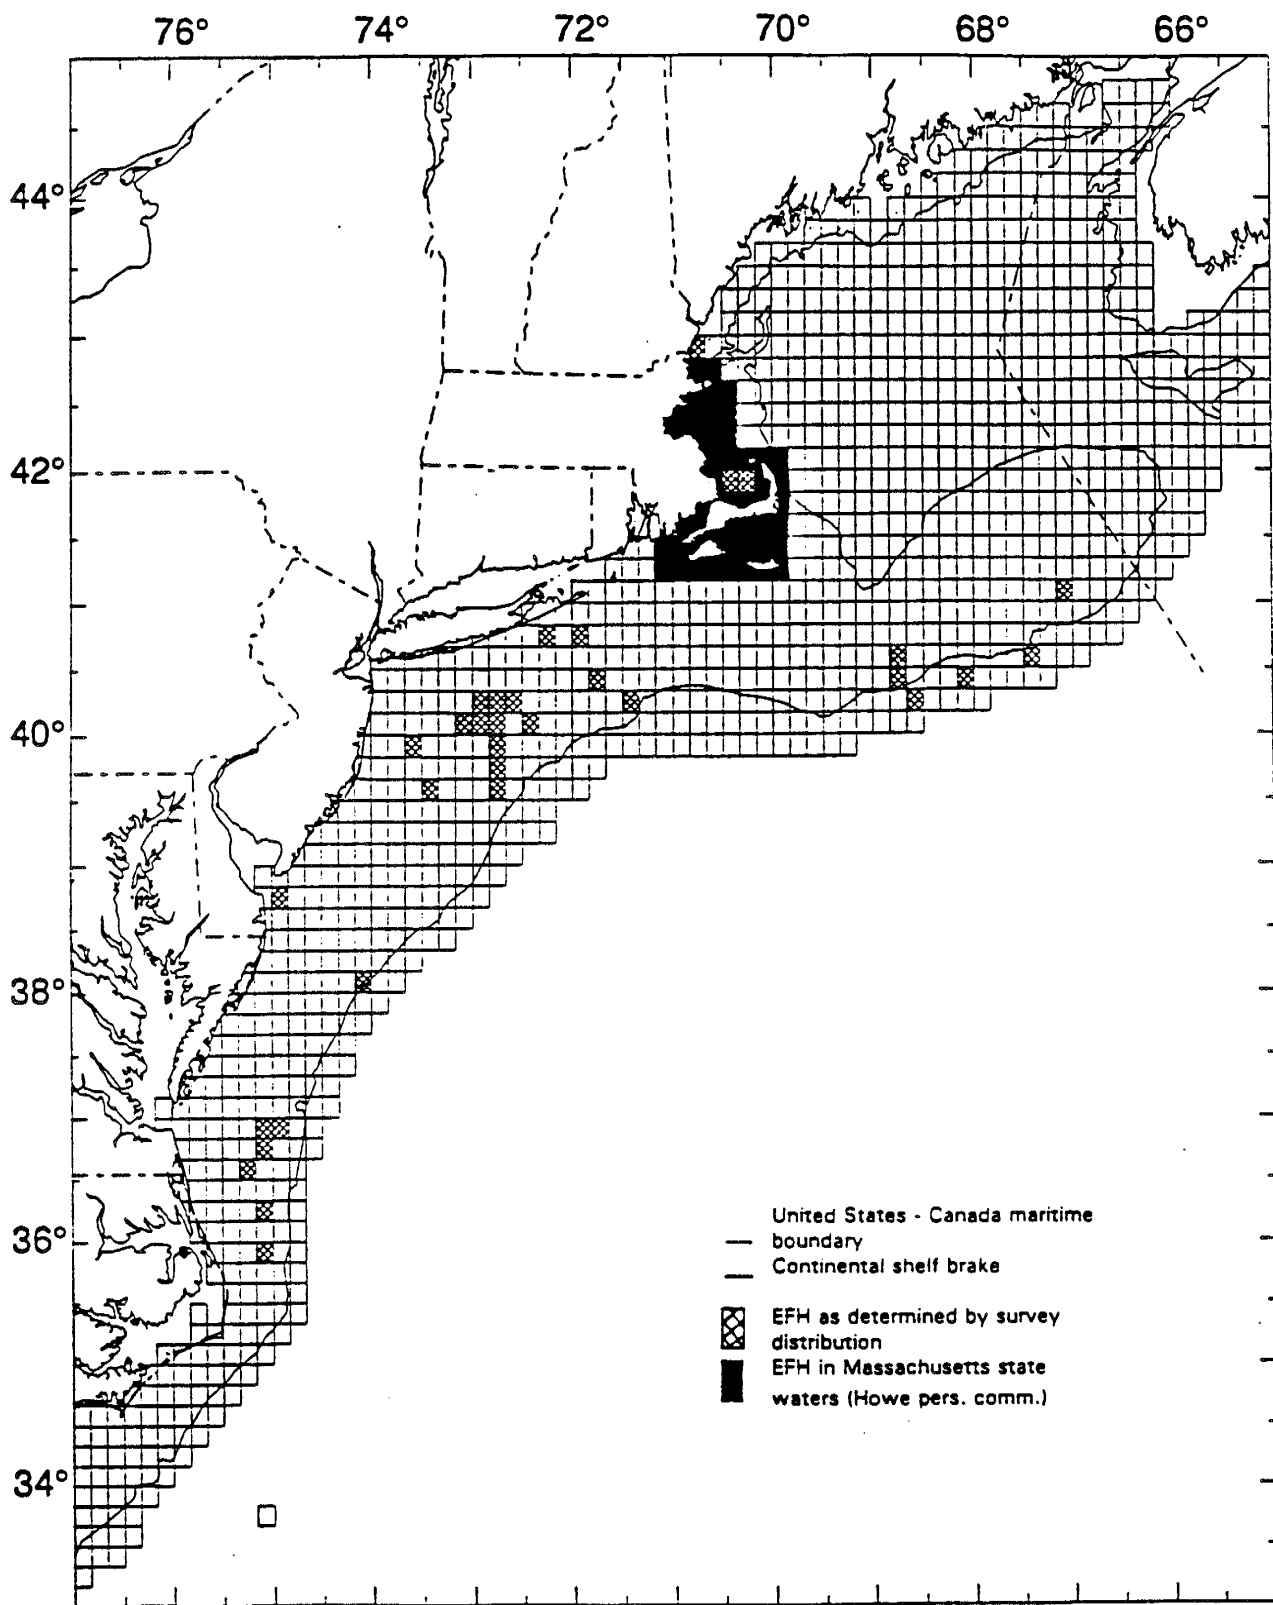 76° 74° 72° 70° 68° 66°
44°
42°
40°
38°
36°
34°
United States - Canada maritime
boundary
Continental shelf brake
EFH as determined by survey
distribution
EFH in Massachusetts state
waters (Howe pers. comm.)